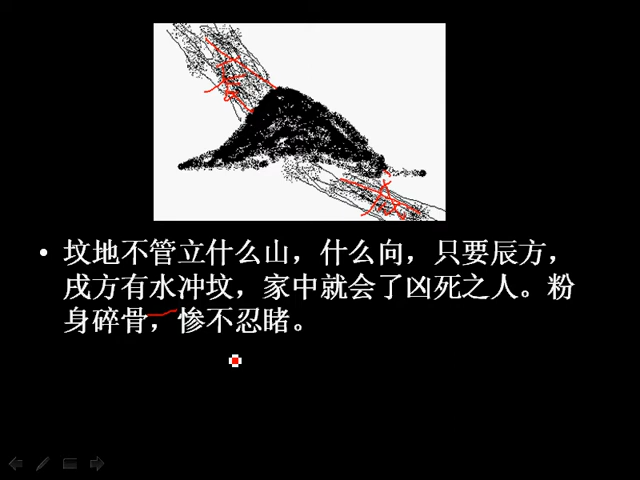 坟地不管立什么山，什么向，只要辰方，
戌方有水冲坟，家中就会了凶死之人。粉
身碎骨，惨不忍睹。